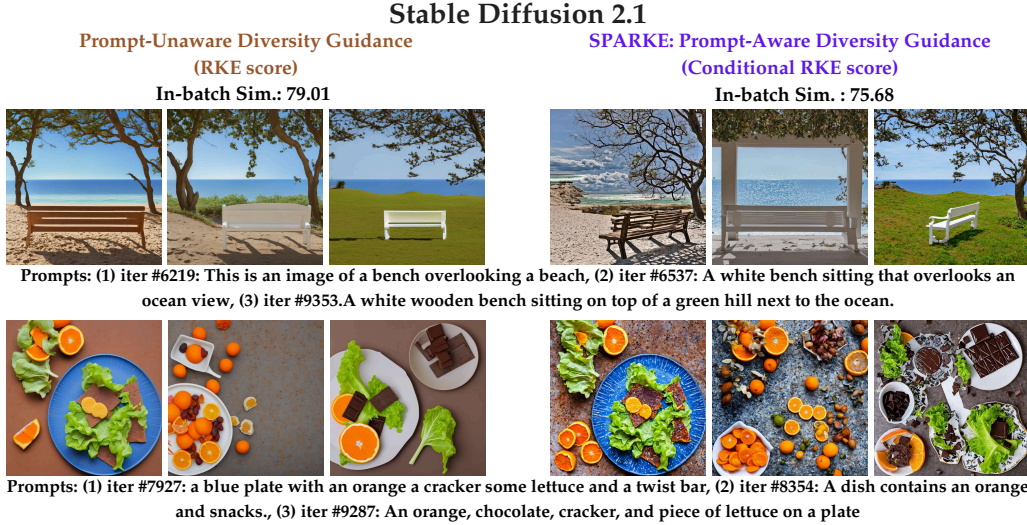 Stable Diffusion 2.1
Prompt-Unaware Diversity Guidance
(RKE score)
In-batch Sim.: 79.01
SPARKE: Prompt-Aware Diversity Guidance
(Conditional RKE score)
In-batch Sim. : 75.68
Prompts: (1) iter #6219: This is an image of a bench overlooking a beach, (2) iter #6537: A white bench sitting that overlooks an
ocean view, (3) iter #9353.A white wooden bench sitting on top of a green hill next to the ocean.
Prompts: (1) iter #7927: a blue plate with an orange a cracker some lettuce and a twist bar, (2) iter #8354: A dish contains an orange
and snacks., (3) iter #9287: An orange, chocolate, cracker, and piece of lettuce on a plate